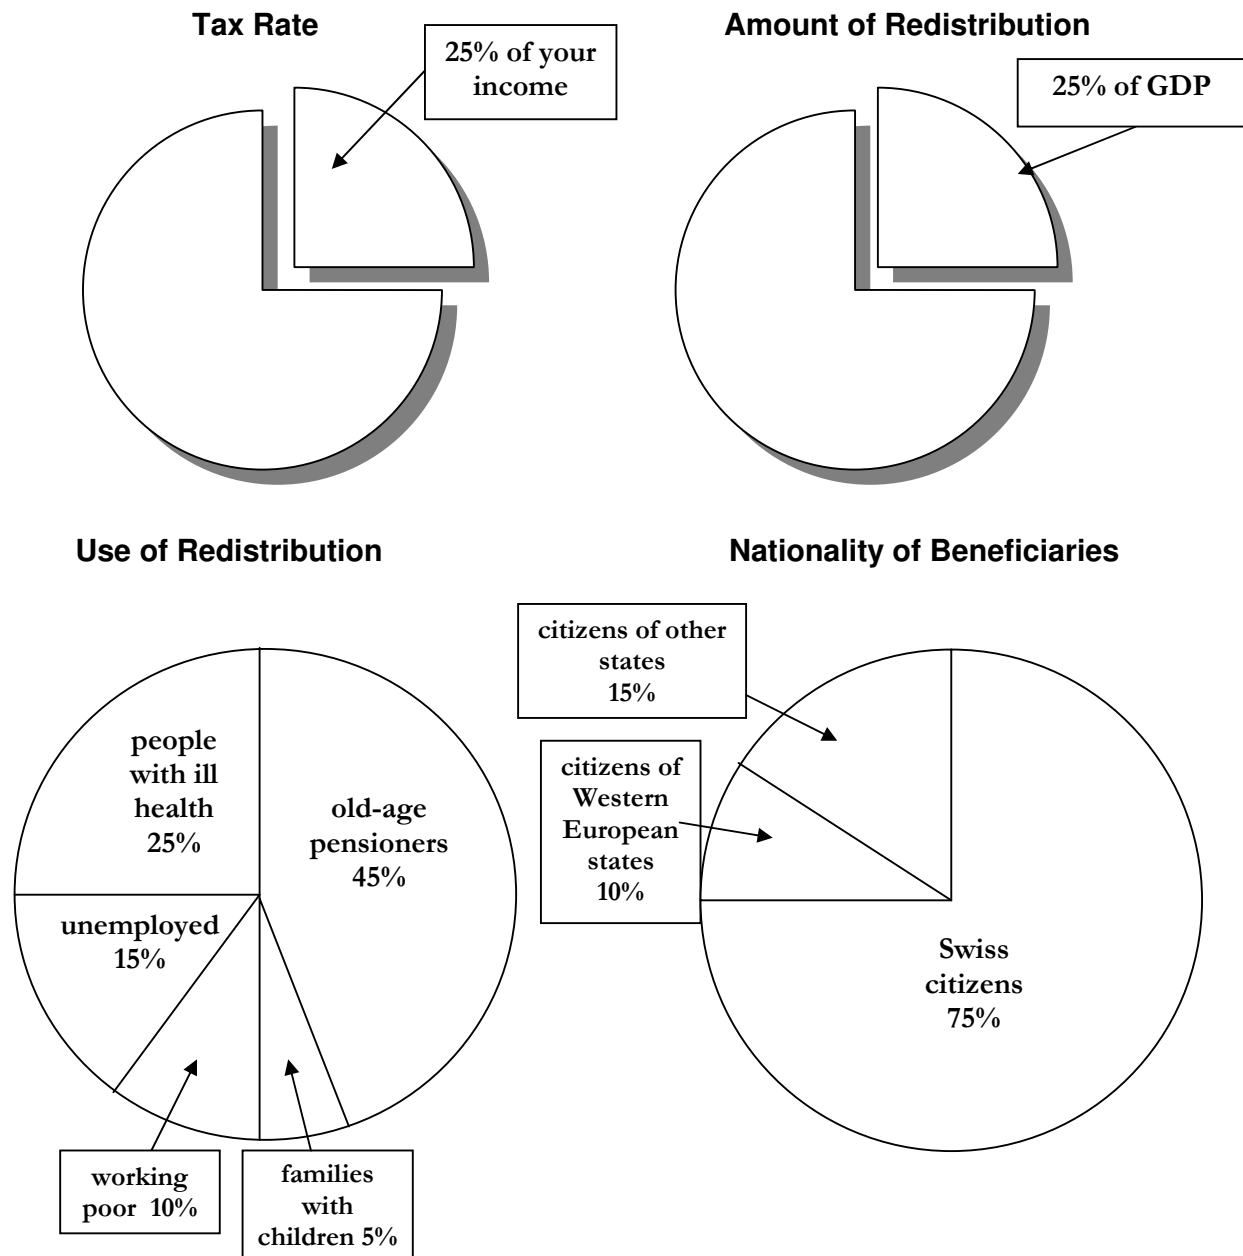 Tax Rate
25% of your
income
Amount of Redistribution
25% of GDP
Use of Redistribution
people
with ill
health
25%
old-age
pensioners
45%
unemployed
15%
working
poor 10%
families
with
children 5%
Nationality of Beneficiaries
citizens of other
states
15%
citizens of
Western
European
states
10%
Swiss
citizens
75%